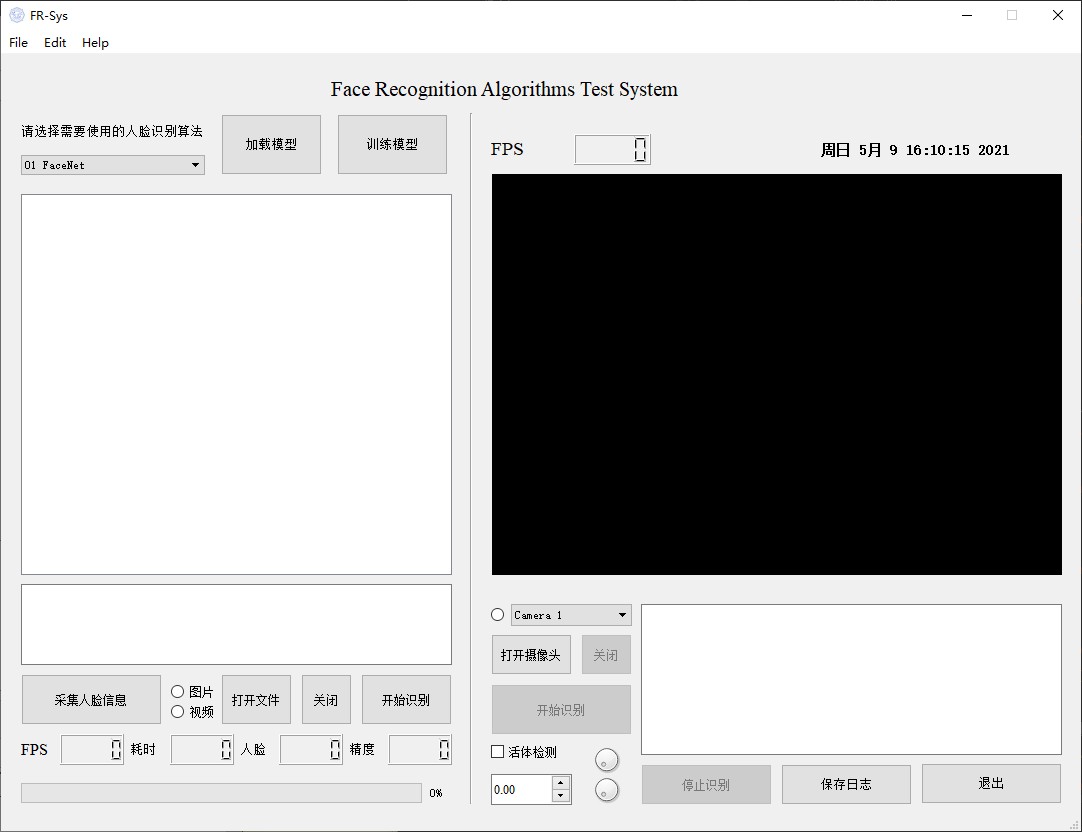 FR-Sys
File Edit Help
Face Recognition Algorithms Test System
请选择需要使用的人脸识别算法
01 FaceNet
加载模型
训练模型
FPS 0
周日 5月 9 16:10:15 2021
采集人脸信息
图片
视频
打开文件
关闭
开始识别
FPS 0 耗时 0 人脸 0 精度 0
0%
Camera 1
打开摄像头
关闭
开始识别
活体检测
0.00
停止识别
保存日志
退出